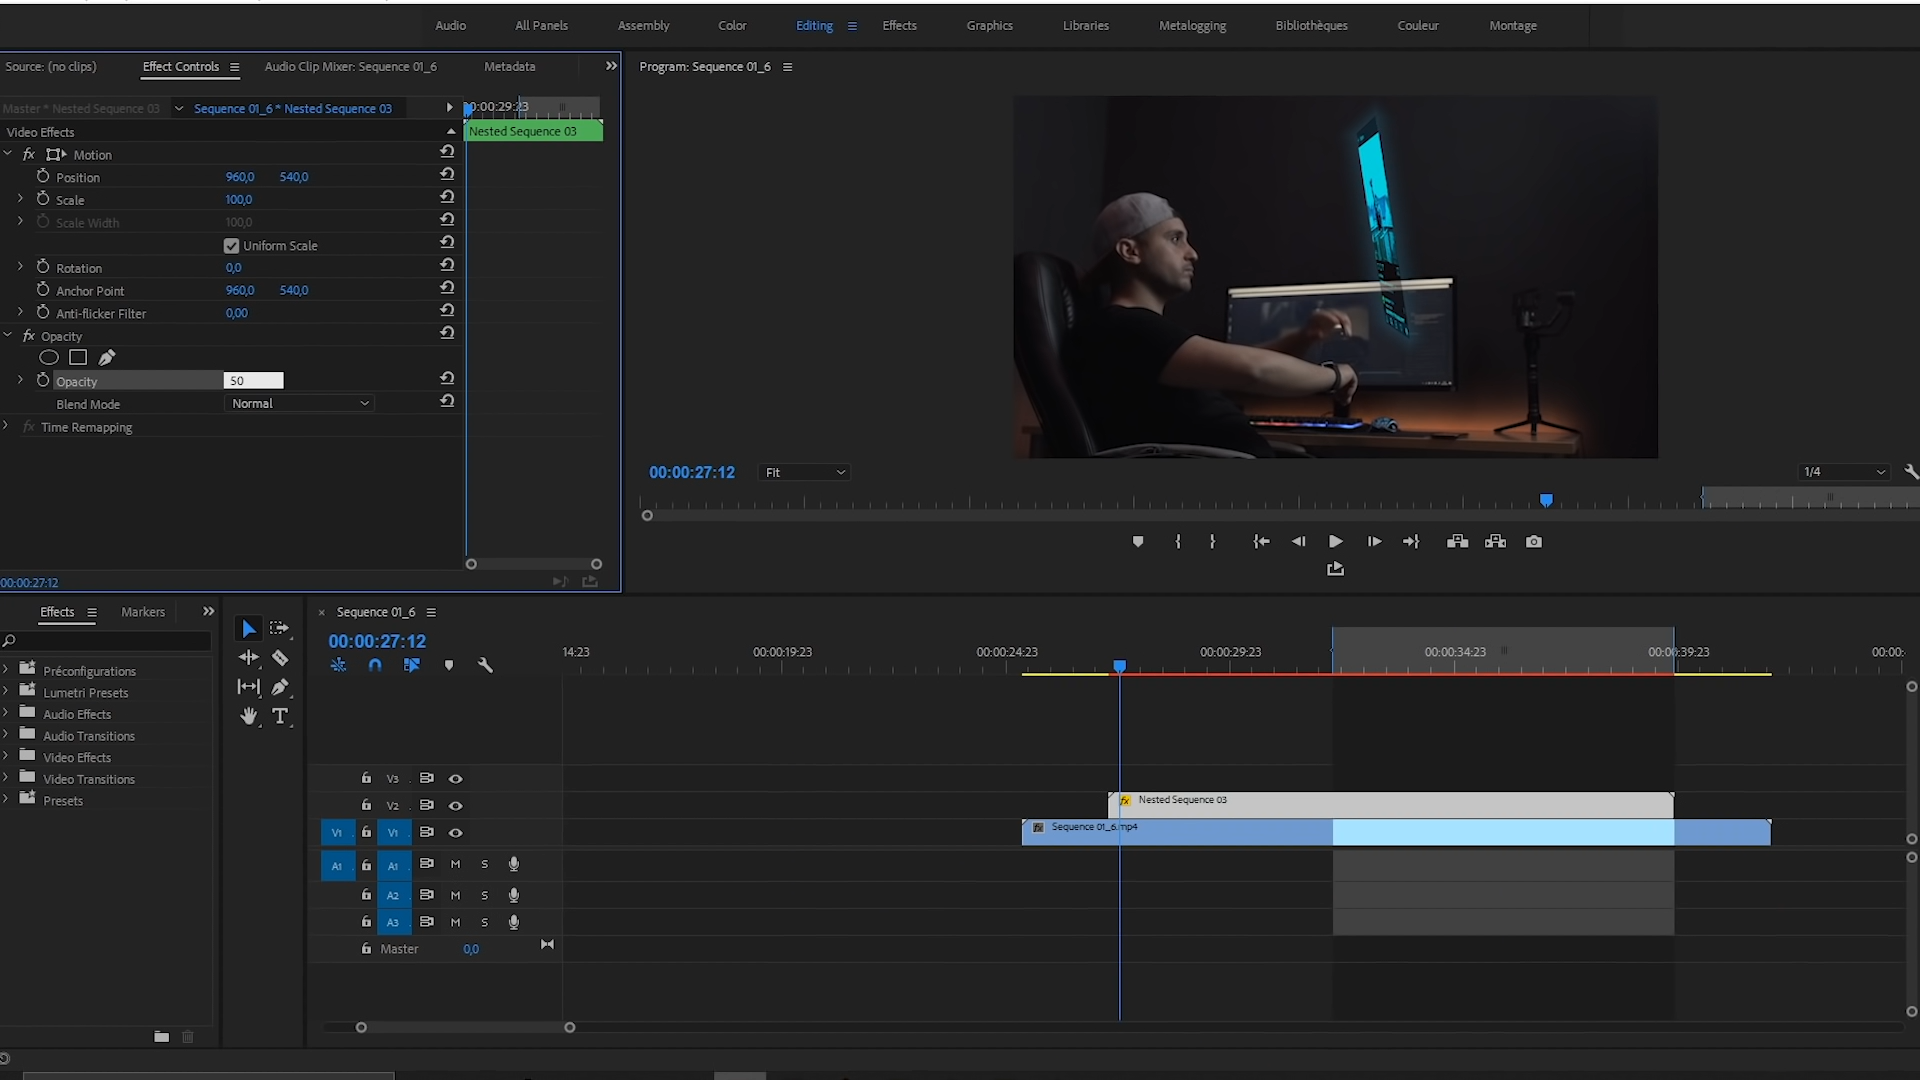 Audio All Panels Assembly Color Editing Effects Graphics Libraries Metalogging Bibliothèques Couleur Montage
Source: (no clips) Effect Controls Audio Clip Mixer: Sequence 01_6 Metadata
Program: Sequence 01_6
Master * Nested Sequence 03 Sequence 01_6 * Nested Sequence 03
0:00:29:23
Video Effects
Nested Sequence 03
fx Motion
Position 960,0 540,0
Scale 100,0
Scale Width 100,0
Uniform Scale
Rotation 0,0
Anchor Point 960,0 540,0
Anti-flicker Filter 0,00
fx Opacity
Opacity 50
Blend Mode Normal
fx Time Remapping
00:00:27:12 Fit 1/4
00:00:27:12
Effects Markers
Sequence 01_6
00:00:27:12
14:23 00:00:19:23 00:00:24:23 00:00:29:23 00:00:34:23 00:00:39:23 00:00:
Préconfigurations
Lumetri Presets
Audio Effects
Audio Transitions
Video Effects
Video Transitions
Presets
T
V3
V2
fx Nested Sequence 03
V1 V1
fx Sequence 01_6.mp4
A1 A1 M S
A2 M S
A3 M S
Master 0,0